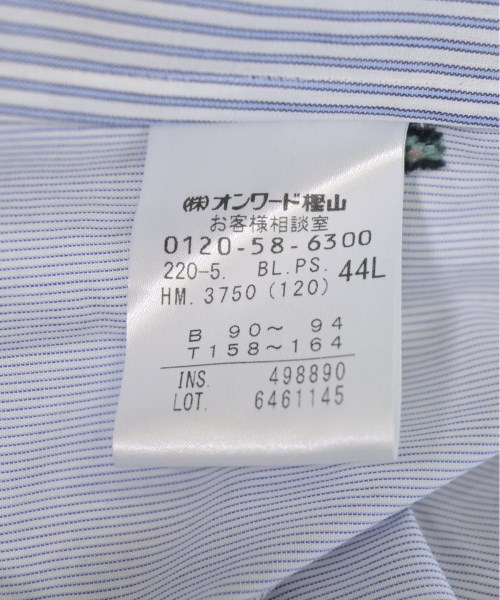 (株)オンワード樫山
お客様相談室
0120-58-6300
220-5. BL.PS. 44L
HM. 3750(120)
B 90～ 94
T 158～164
INS. 498890
LOT. 6461145